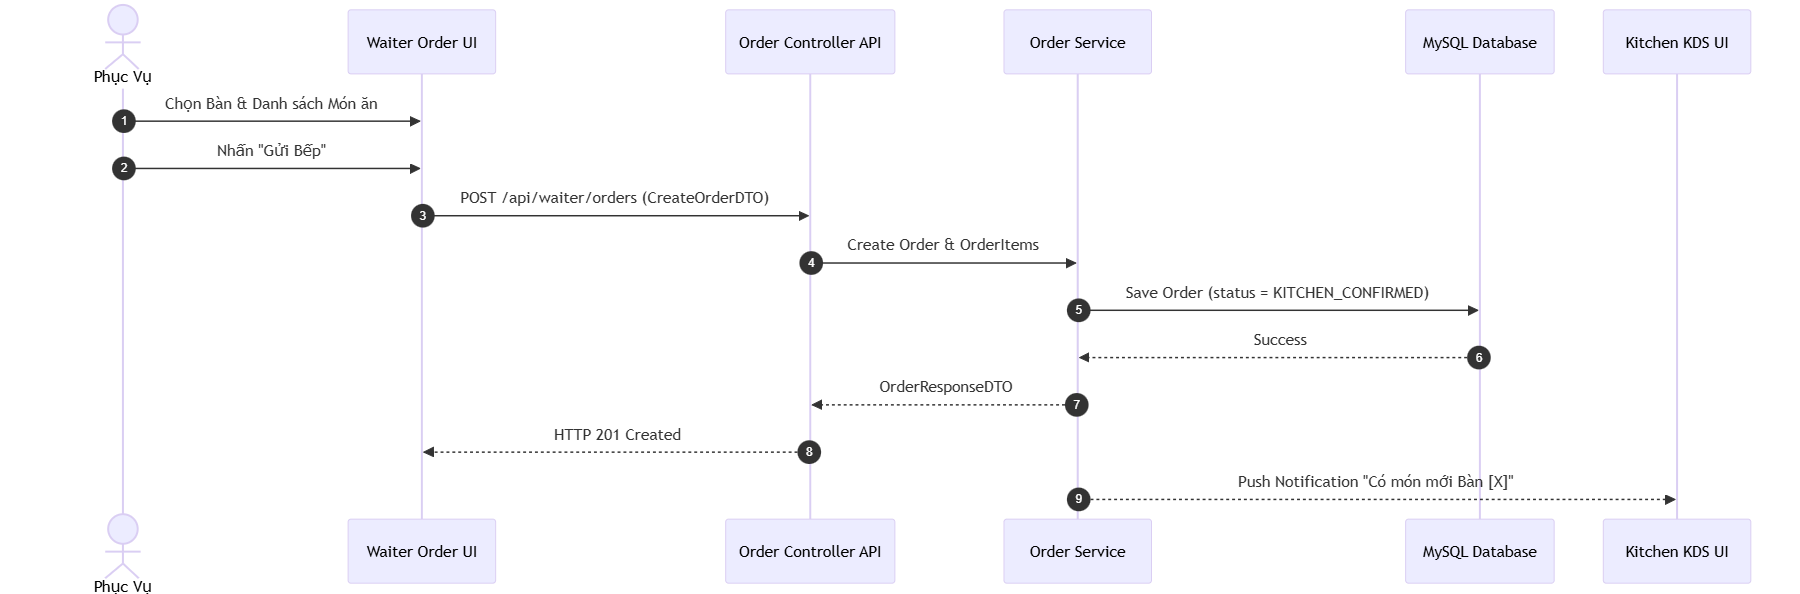 Phục Vụ
Waiter Order UI
Order Controller API
Order Service
MySQL Database
Kitchen KDS UI
Chọn Bàn & Danh sách Món ăn
1
Nhấn "Gửi Bếp"
2
POST /api/waiter/orders (CreateOrderDTO)
3
Create Order & OrderItems
4
Save Order (status = KITCHEN_CONFIRMED)
5
Success
6
OrderResponseDTO
7
HTTP 201 Created
8
Push Notification "Có món mới Bàn [X]"
9
Phục Vụ
Waiter Order UI
Order Controller API
Order Service
MySQL Database
Kitchen KDS UI